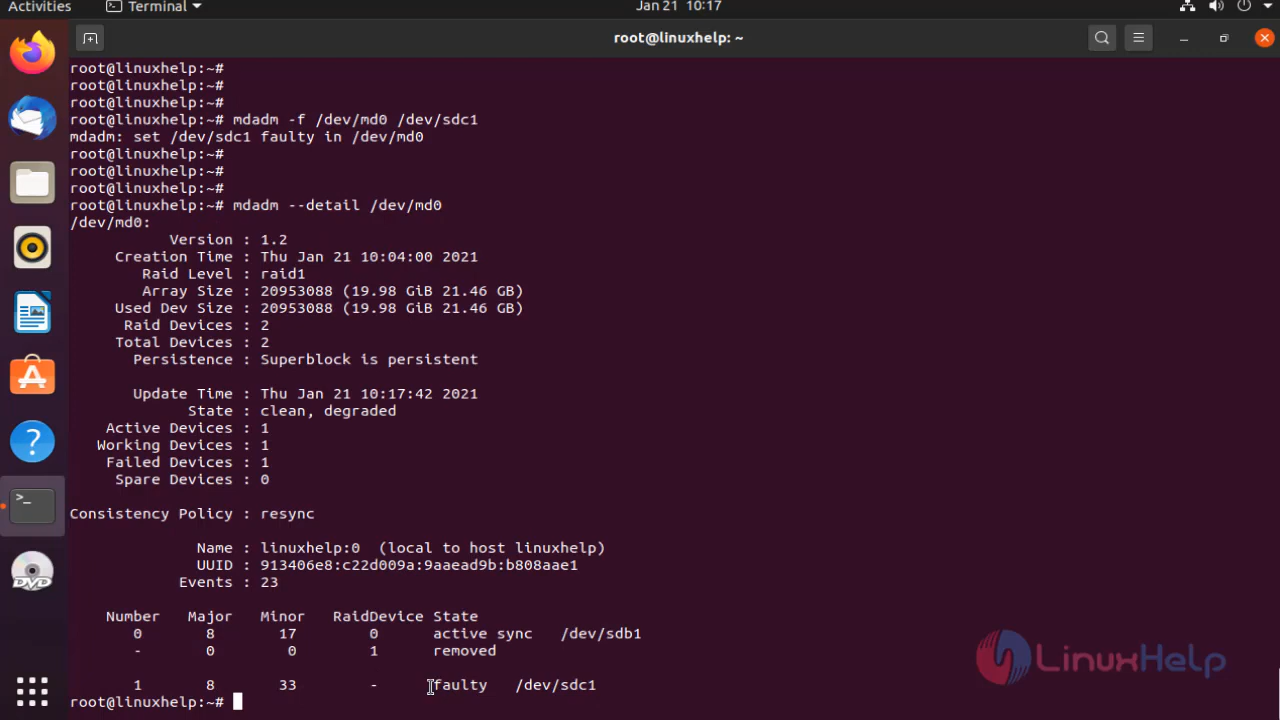 Activities Terminal Jan 21 10:17
root@linuxhelp: ~
root@linuxhelp:~#
root@linuxhelp:~#
root@linuxhelp:~#
root@linuxhelp:~# mdadm -f /dev/md0 /dev/sdc1
mdadm: set /dev/sdc1 faulty in /dev/md0
root@linuxhelp:~#
root@linuxhelp:~#
root@linuxhelp:~#
root@linuxhelp:~# mdadm --detail /dev/md0
/dev/md0:
Version : 1.2
Creation Time : Thu Jan 21 10:04:00 2021
Raid Level : raid1
Array Size : 20953088 (19.98 GiB 21.46 GB)
Used Dev Size : 20953088 (19.98 GiB 21.46 GB)
Raid Devices : 2
Total Devices : 2
Persistence : Superblock is persistent
Update Time : Thu Jan 21 10:17:42 2021
State : clean, degraded
Active Devices : 1
Working Devices : 1
Failed Devices : 1
Spare Devices : 0
Consistency Policy : resync
Name : linuxhelp:0 (local to host linuxhelp)
UUID : 913406e8:c22d009a:9aaead9b:b808aae1
Events : 23
Number Major Minor RaidDevice State
0 8 17 0 active sync /dev/sdb1
- 0 0 1 removed
1 8 33 - faulty /dev/sdc1
root@linuxhelp:~#
LinuxHelp
DVD